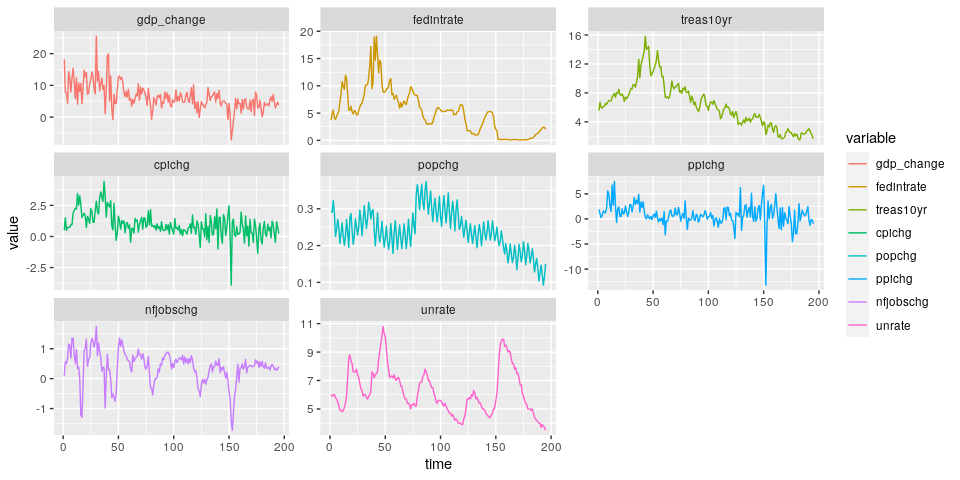 gdp_change
fedintrate
treas10yr
20
10
0
20
15
10
5
0
16
12
8
4
cpichg
popchg
ppichg
2.5
0.0
-2.5
0.3
0.2
0.1
5
0
-5
-10
0
50
100
150
200
nfjobschg
unrate
1
0
-1
11
9
7
5
0
50
100
150
200
0
50
100
150
200
time
value
variable
gdp_change
fedintrate
treas10yr
cpichg
popchg
ppichg
nfjobschg
unrate